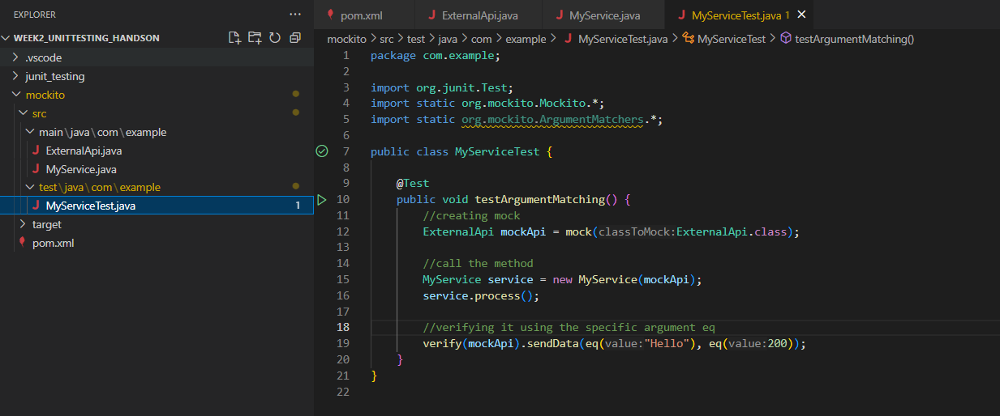 EXPLORER
WEEK2_UNITTESTING_HANDSON
.vscode
junit_testing
mockito
src
main\java\com\example
ExternalApi.java
MyService.java
test\java\com\example
MyServiceTest.java 1
target
pom.xml
pom.xml ExternalApi.java MyService.java MyServiceTest.java 1
mockito > src > test > java > com > example > MyServiceTest.java > MyServiceTest > testArgumentMatching()
1 package com.example;
2
3 import org.junit.Test;
4 import static org.mockito.Mockito.*;
5 import static org.mockito.ArgumentMatchers.*;
6
7 public class MyServiceTest {
8
9 @Test
10 public void testArgumentMatching() {
11 //creating mock
12 ExternalApi mockApi = mock(classToMock:ExternalApi.class);
13
14 //call the method
15 MyService service = new MyService(mockApi);
16 service.process();
17
18 //verifying it using the specific argument eq
19 verify(mockApi).sendData(eq(value:"Hello"), eq(value:200));
20 }
21 }
22